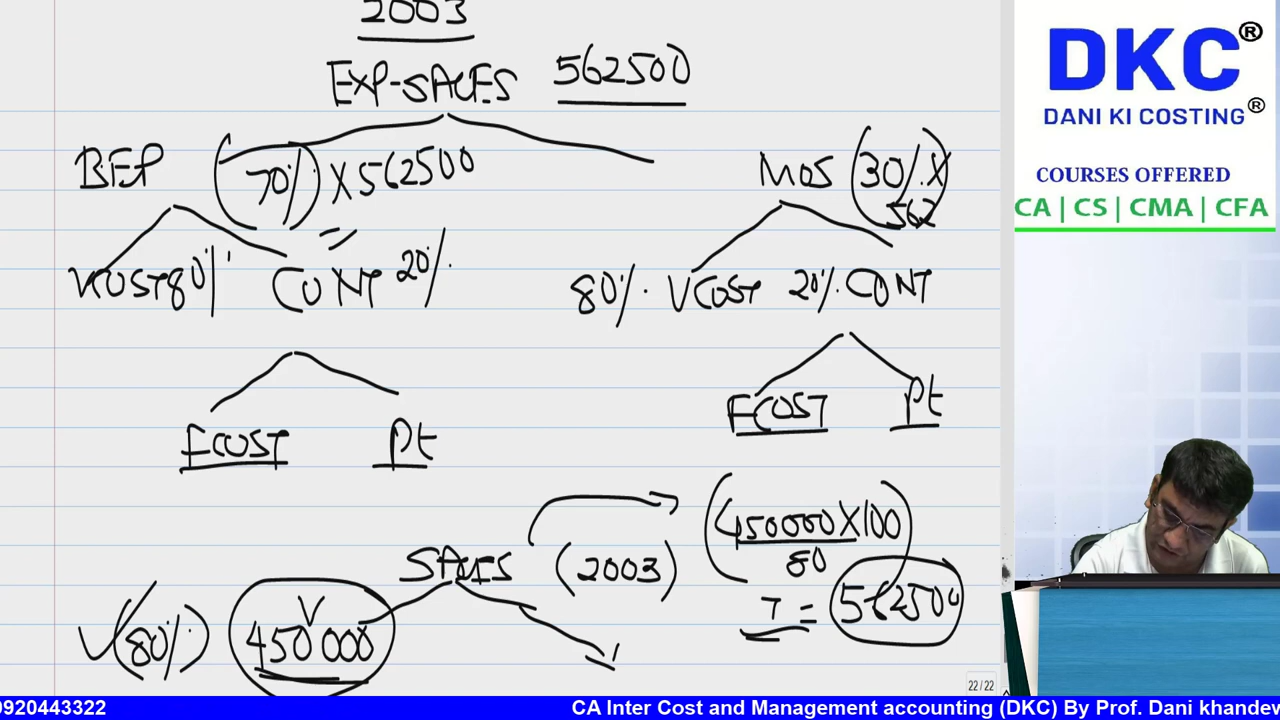 2003
EXP-SALES 562500
BEP (70%) X 562500
MOS (30% X
562
VCOST 80% CONT 20%
80% VCOST 20% CONT
FCOST Pt
FCOST Pt
SALES (2003)
(450000 X 100)
80
= 562500
V(80%) V 450000
22/22
DKC®
DANI KI COSTING®
COURSES OFFERED
CA | CS | CMA | CFA
9920443322
CA Inter Cost and Management accounting (DKC) By Prof. Dani khandev